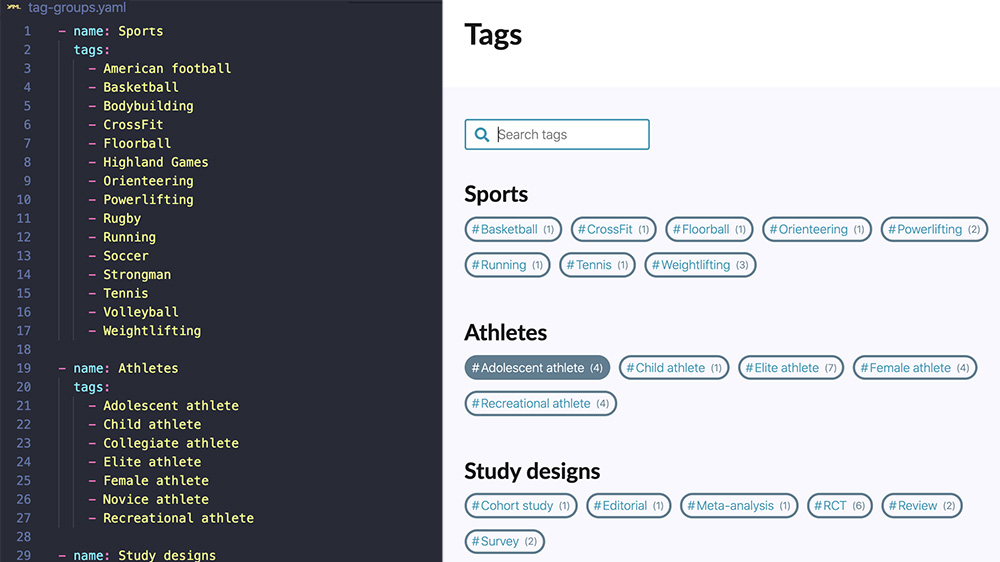 YAML tag-groups.yaml
1 - name: Sports
2 tags:
3 - American football
4 - Basketball
5 - Bodybuilding
6 - CrossFit
7 - Floorball
8 - Highland Games
9 - Orienteering
10 - Powerlifting
11 - Rugby
12 - Running
13 - Soccer
14 - Strongman
15 - Tennis
16 - Volleyball
17 - Weightlifting
18
19 - name: Athletes
20 tags:
21 - Adolescent athlete
22 - Child athlete
23 - Collegiate athlete
24 - Elite athlete
25 - Female athlete
26 - Novice athlete
27 - Recreational athlete
28
29 - name: Study designs
Tags
Search tags
Sports
#Basketball (1) #CrossFit (1) #Floorball (1) #Orienteering (1) #Powerlifting (2)
#Running (1) #Tennis (1) #Weightlifting (3)
Athletes
#Adolescent athlete (4) #Child athlete (1) #Elite athlete (7) #Female athlete (4)
#Recreational athlete (4)
Study designs
#Cohort study (1) #Editorial (1) #Meta-analysis (1) #RCT (6) #Review (2)
#Survey (2)